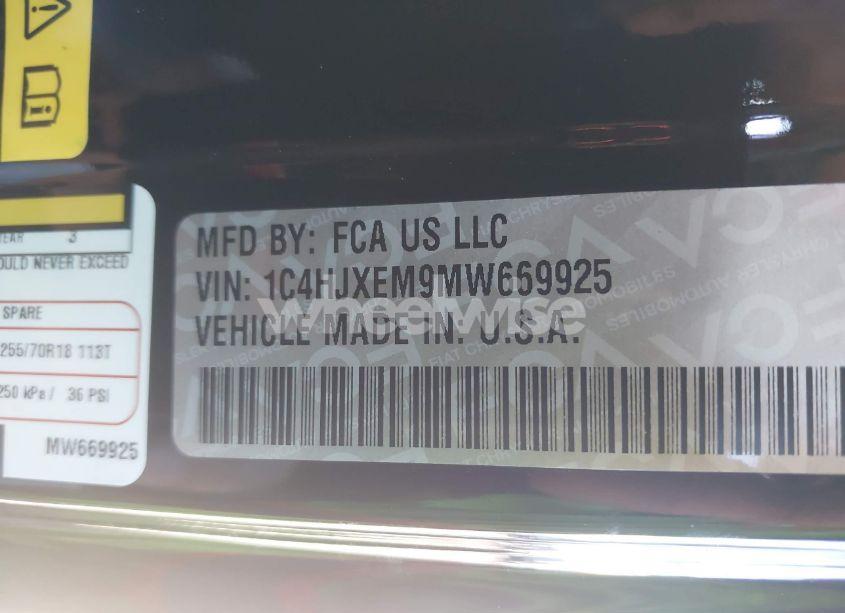 MFD BY: FCA US LLC
VIN: 1C4HJXEM9MW669925
VEHICLE MADE IN: U.S.A.
wheelwise
REAR 3
OULD NEVER EXCEED
SPARE
255/70R18 113T
250 kPa / 36 PSI
MW669925